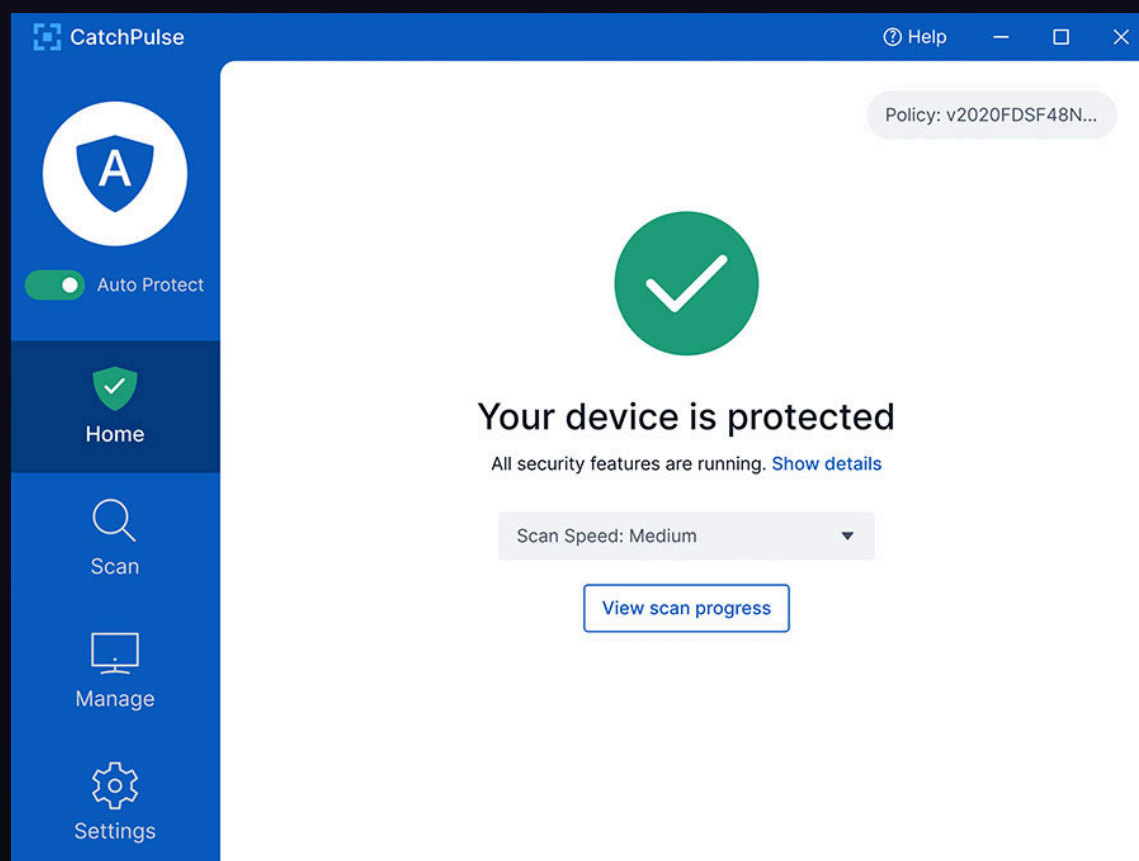 CatchPulse
Help
Policy: v2020FDSF48N...
A
Auto Protect
Home
Scan
Manage
Settings
Your device is protected
All security features are running. Show details
Scan Speed: Medium
View scan progress